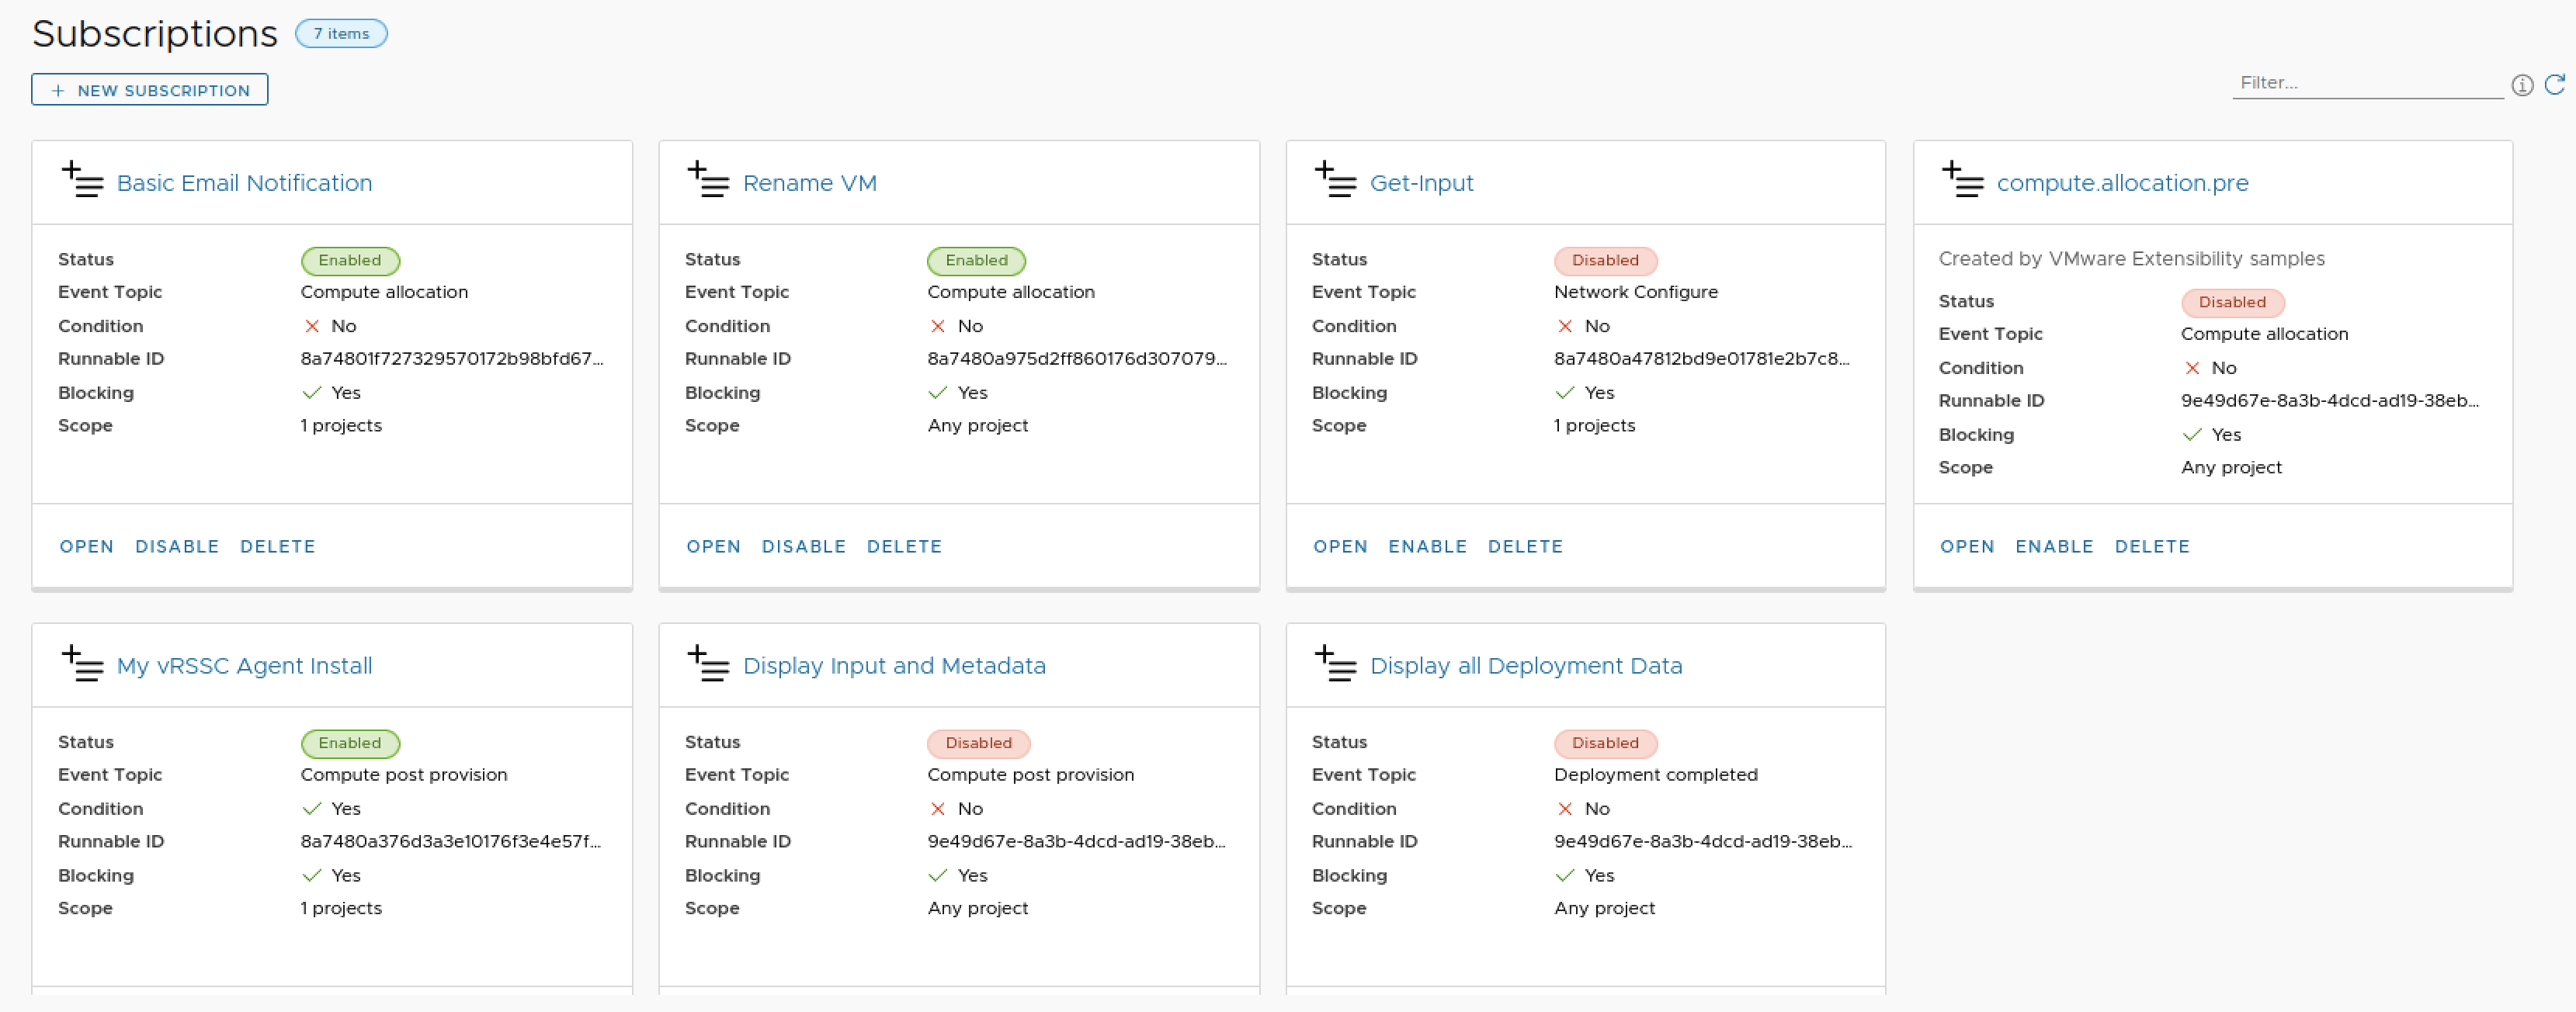 Subscriptions 7 items
+ NEW SUBSCRIPTION
Filter...
Basic Email Notification
Status Enabled
Event Topic Compute allocation
Condition No
Runnable ID 8a74801f727329570172b98bfd67...
Blocking Yes
Scope 1 projects
OPEN DISABLE DELETE
Rename VM
Status Enabled
Event Topic Compute allocation
Condition No
Runnable ID 8a7480a975d2ff860176d307079...
Blocking Yes
Scope Any project
OPEN DISABLE DELETE
Get-Input
Status Disabled
Event Topic Network Configure
Condition No
Runnable ID 8a7480a47812bd9e01781e2b7c8...
Blocking Yes
Scope 1 projects
OPEN ENABLE DELETE
compute.allocation.pre
Created by VMware Extensibility samples
Status Disabled
Event Topic Compute allocation
Condition No
Runnable ID 9e49d67e-8a3b-4dcd-ad19-38eb...
Blocking Yes
Scope Any project
OPEN ENABLE DELETE
My vRSSC Agent Install
Status Enabled
Event Topic Compute post provision
Condition Yes
Runnable ID 8a7480a376d3a3e10176f3e4e57f...
Blocking Yes
Scope 1 projects
Display Input and Metadata
Status Disabled
Event Topic Compute post provision
Condition No
Runnable ID 9e49d67e-8a3b-4dcd-ad19-38eb...
Blocking Yes
Scope Any project
Display all Deployment Data
Status Disabled
Event Topic Deployment completed
Condition No
Runnable ID 9e49d67e-8a3b-4dcd-ad19-38eb...
Blocking Yes
Scope Any project